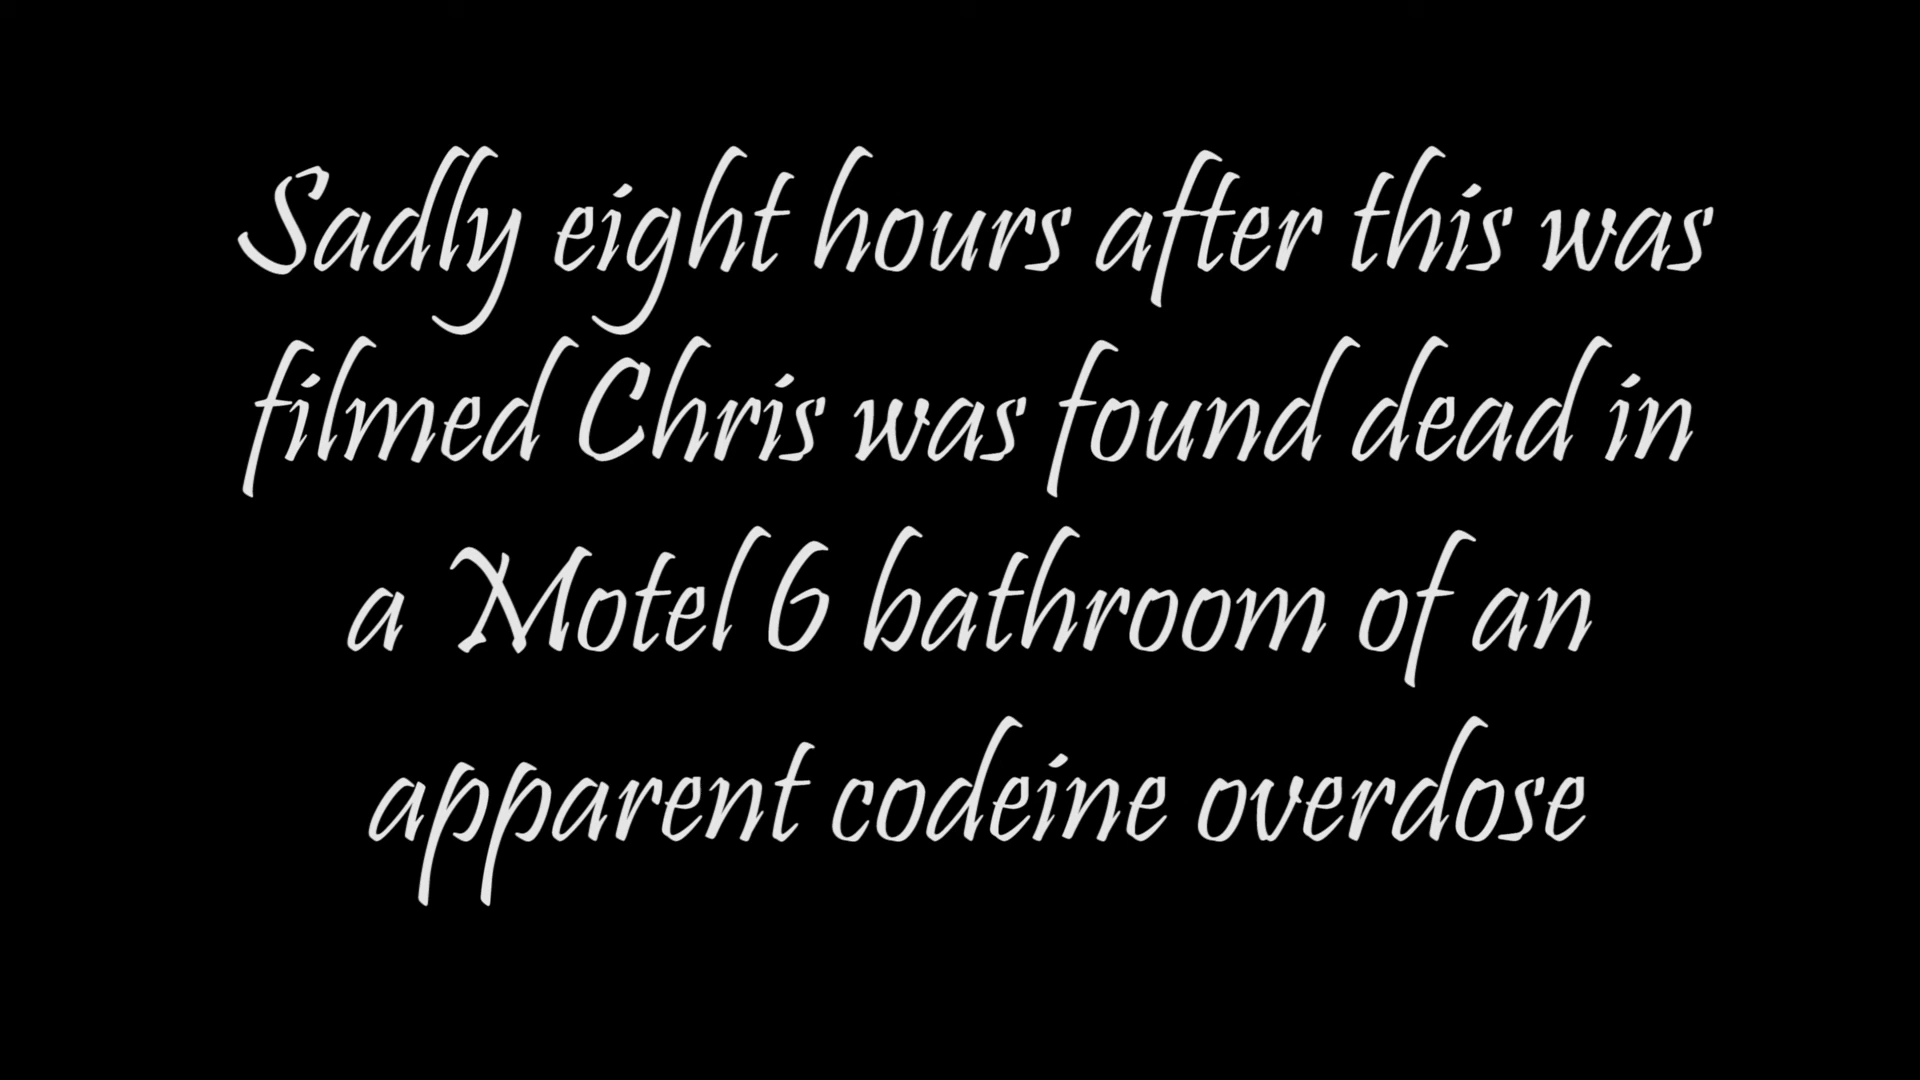 Sadly eight hours after this was
filmed Chris was found dead in
a Motel 6 bathroom of an
apparent codeine overdose